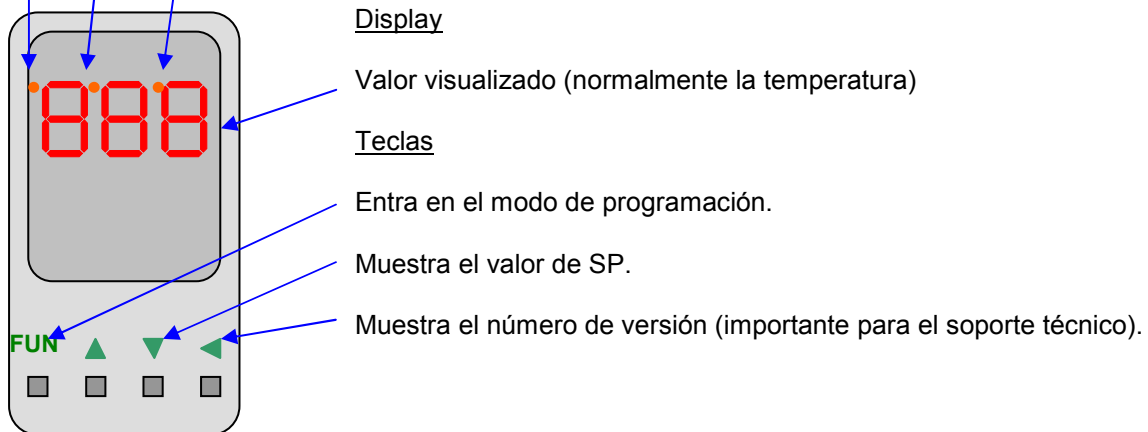 Display
888
Valor visualizado (normalmente la temperatura)
Teclas
Entra en el modo de programación.
Muestra el valor de SP.
Muestra el número de versión (importante para el soporte técnico).
FUN